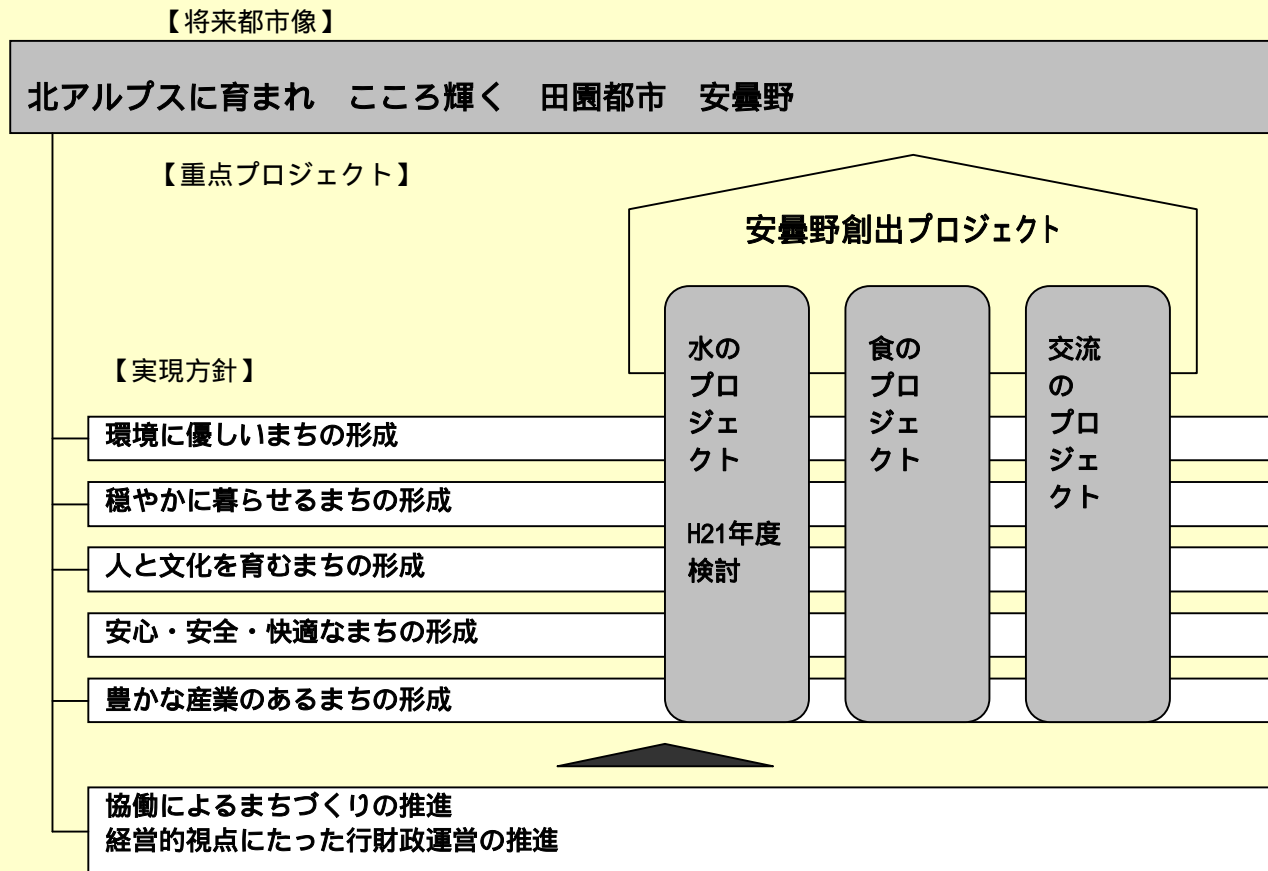 【将来都市像】
北アルプスに育まれ　こころ輝く　田園都市　安曇野
【重点プロジェクト】
安曇野創出プロジェクト
水の
プロ
ジェ
クト
H21年度
検討
食の
プロ
ジェ
クト
交流
の
プロ
ジェ
クト
【実現方針】
環境に優しいまちの形成
穏やかに暮らせるまちの形成
人と文化を育むまちの形成
安心・安全・快適なまちの形成
豊かな産業のあるまちの形成
協働によるまちづくりの推進
経営的視点にたった行財政運営の推進